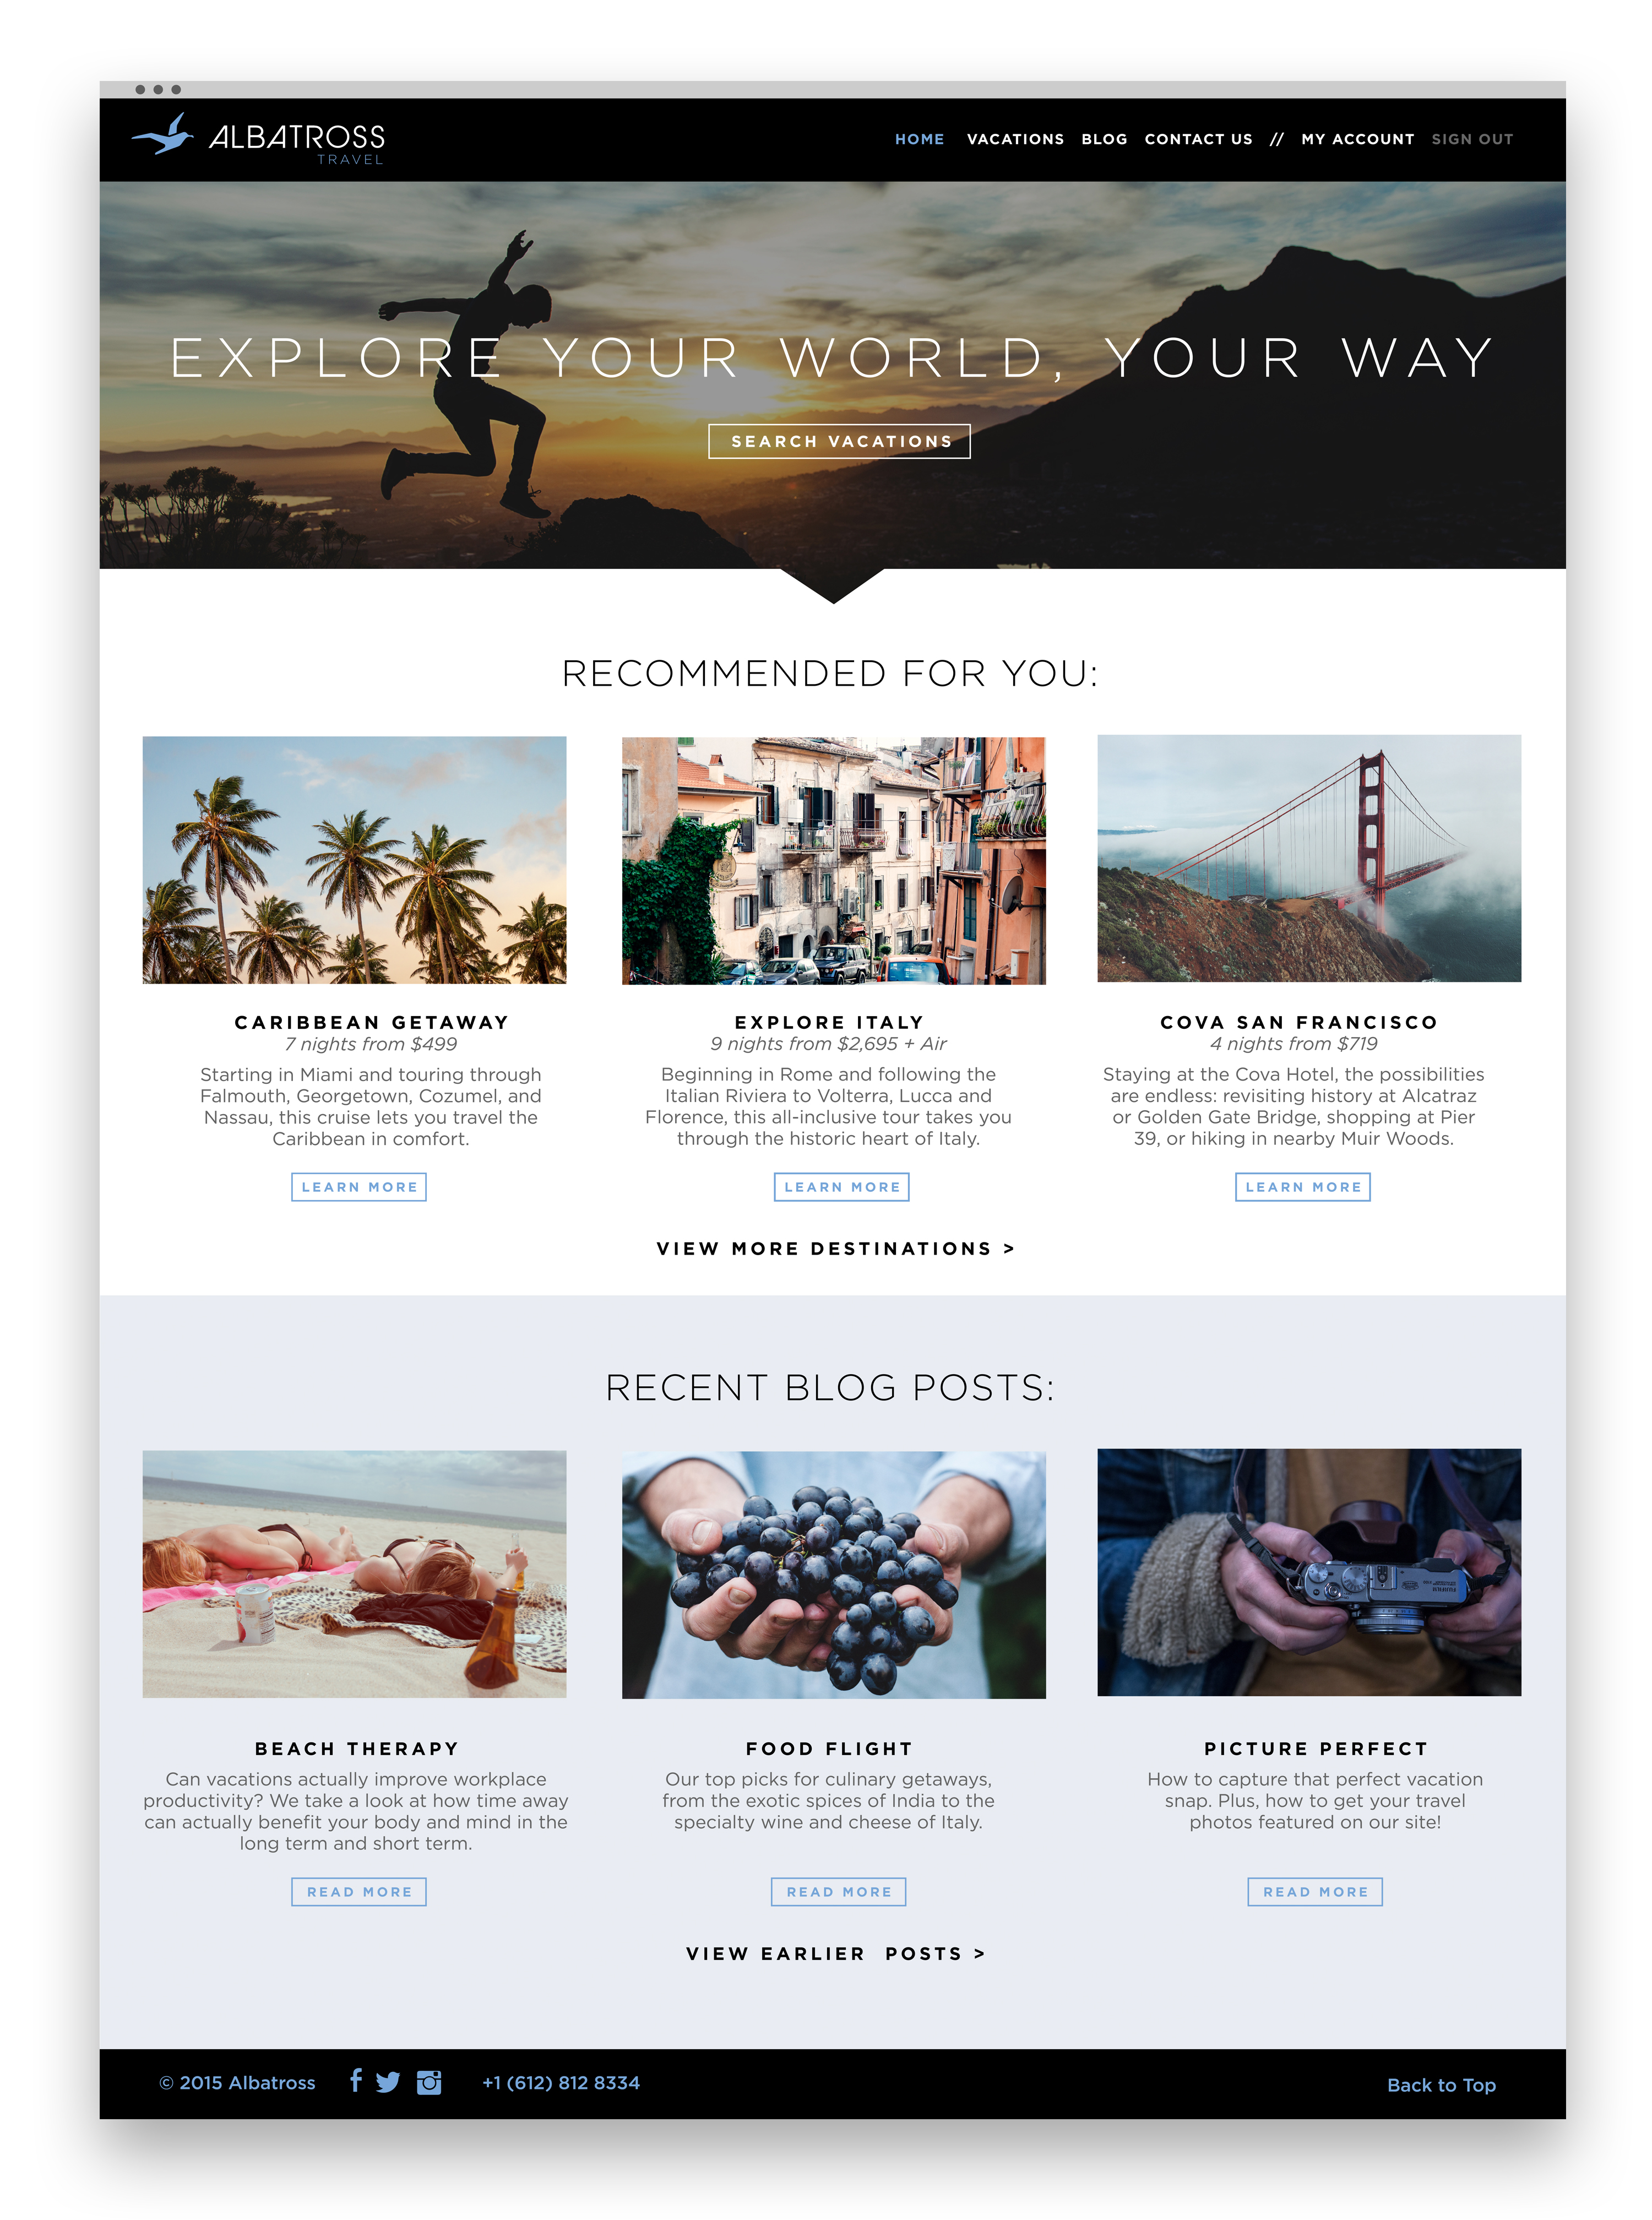 ALBATROSS
TRAVEL
HOME VACATIONS BLOG CONTACT US // MY ACCOUNT SIGN OUT
EXPLORE YOUR WORLD, YOUR WAY
SEARCH VACATIONS
RECOMMENDED FOR YOU:
CARIBBEAN GETAWAY
7 nights from $499
Starting in Miami and touring through
Falmouth, Georgetown, Cozumel, and
Nassau, this cruise lets you travel the
Caribbean in comfort.
LEARN MORE
EXPLORE ITALY
9 nights from $2,695 + Air
Beginning in Rome and following the
Italian Riviera to Volterra, Lucca and
Florence, this all-inclusive tour takes you
through the historic heart of Italy.
LEARN MORE
COVA SAN FRANCISCO
4 nights from $719
Staying at the Cova Hotel, the possibilities
are endless: revisiting history at Alcatraz
or Golden Gate Bridge, shopping at Pier
39, or hiking in nearby Muir Woods.
LEARN MORE
VIEW MORE DESTINATIONS >
RECENT BLOG POSTS:
BEACH THERAPY
Can vacations actually improve workplace
productivity? We take a look at how time away
can actually benefit your body and mind in the
long term and short term.
READ MORE
FOOD FLIGHT
Our top picks for culinary getaways,
from the exotic spices of India to the
specialty wine and cheese of Italy.
READ MORE
FUJIFILM
PICTURE PERFECT
How to capture that perfect vacation
snap. Plus, how to get your travel
photos featured on our site!
READ MORE
VIEW EARLIER POSTS >
© 2015 Albatross
+1 (612) 812 8334
Back to Top